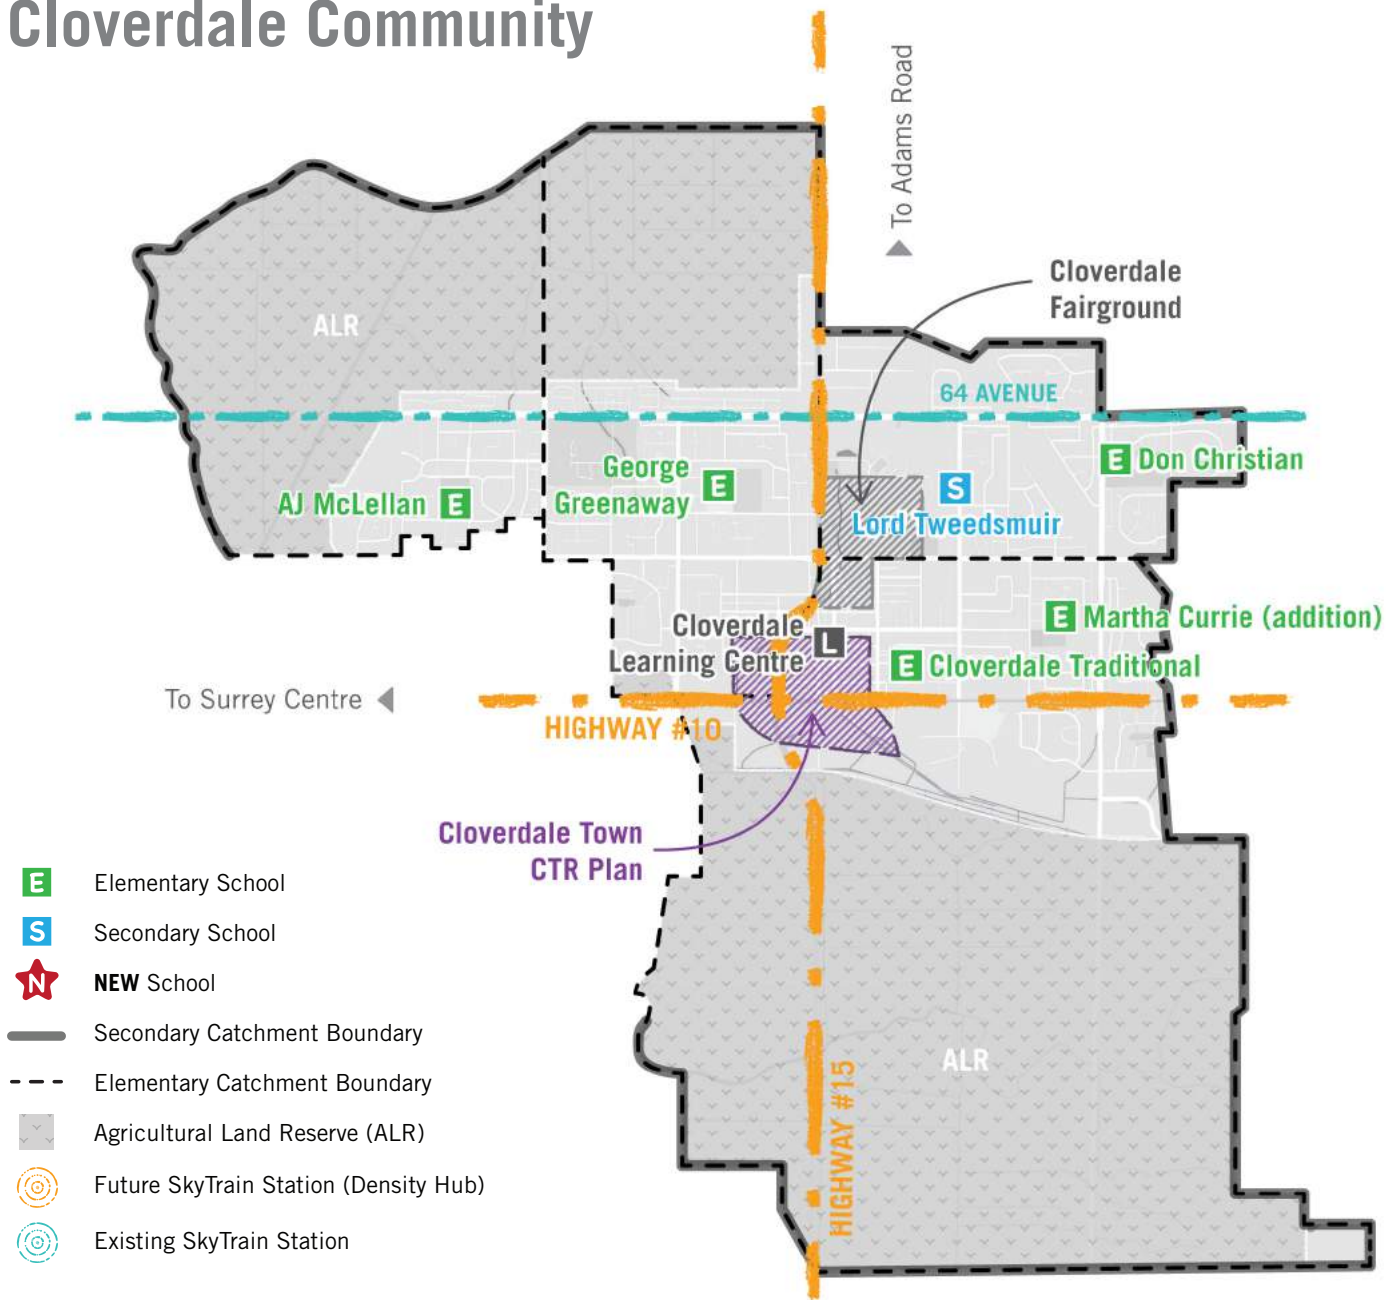 Cloverdale Community
To Adams Road
Cloverdale
Fairground
ALR
64 AVENUE
George
Greenaway
E
E
Don Christian
AJ McLellan
E
S
Lord Tweedsmuir
Cloverdale
Learning Centre
L
E
Martha Currie (addition)
E
Cloverdale Traditional
To Surrey Centre
HIGHWAY #10
Cloverdale Town
CTR Plan
ALR
HIGHWAY #15
E
Elementary School
S
Secondary School
N
NEW School
Secondary Catchment Boundary
Elementary Catchment Boundary
Agricultural Land Reserve (ALR)
Future SkyTrain Station (Density Hub)
Existing SkyTrain Station